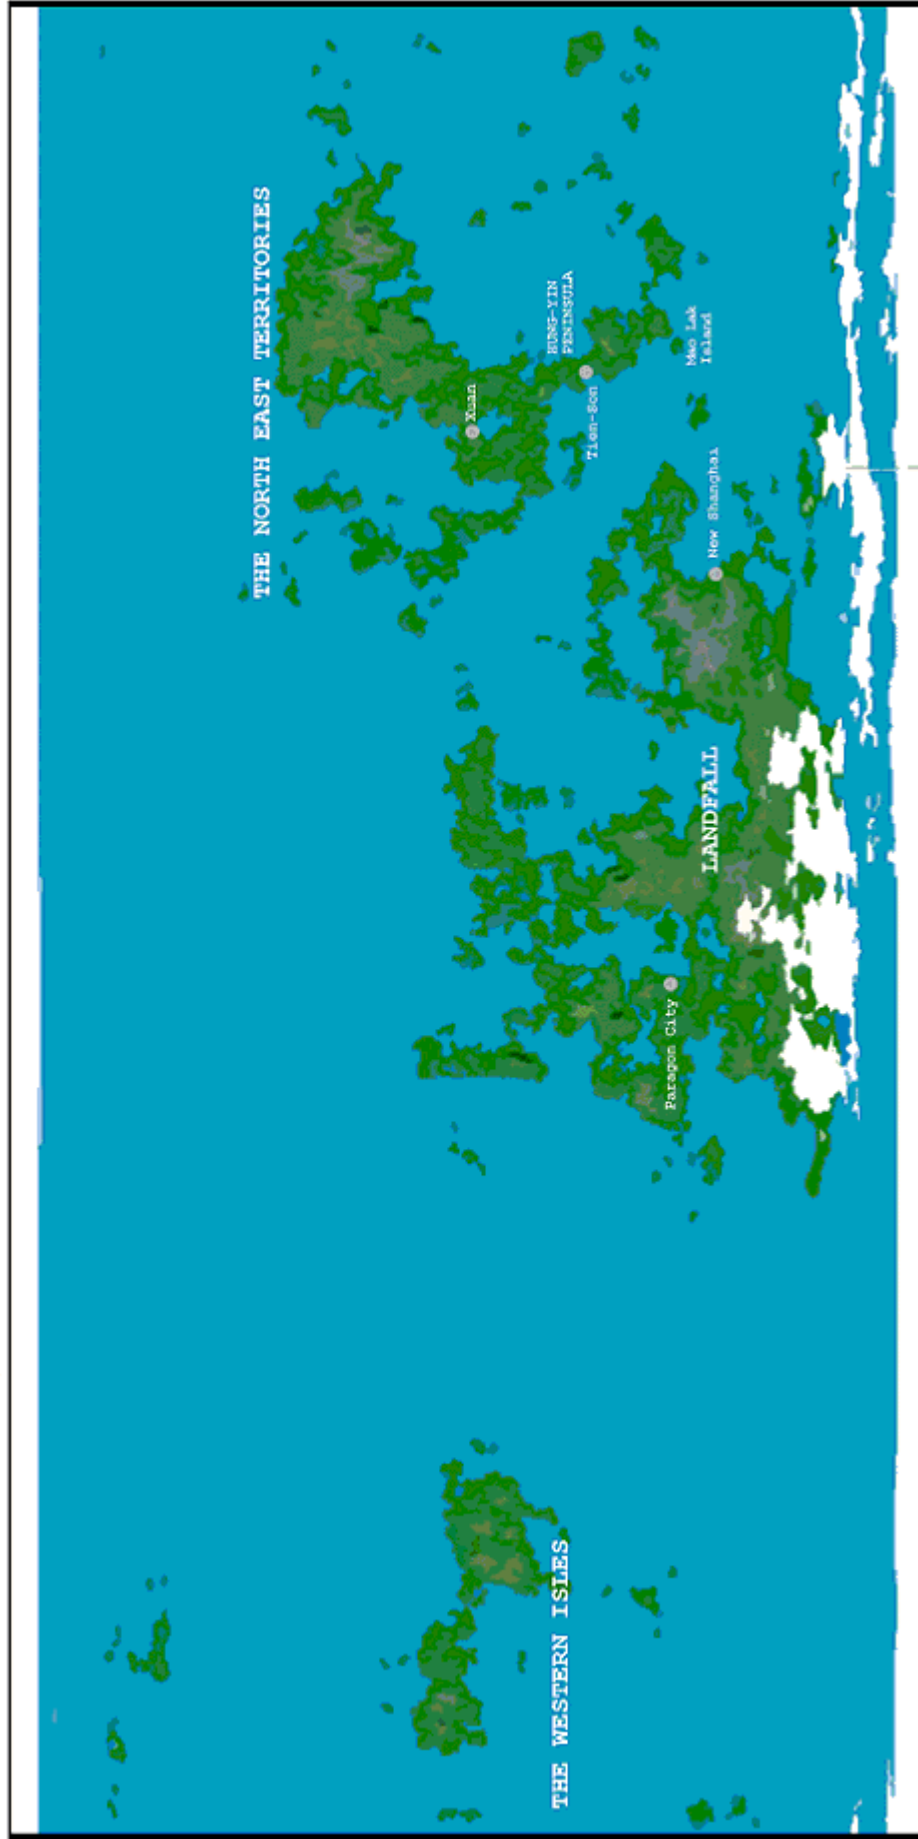 THE NORTH EAST TERRITORIES
Xuan
HUNG-YIN
PENINSULA
Tien-Son
Mao Lak
Island
New Shanghai
LANDFALL
Paragon City
THE WESTERN ISLES